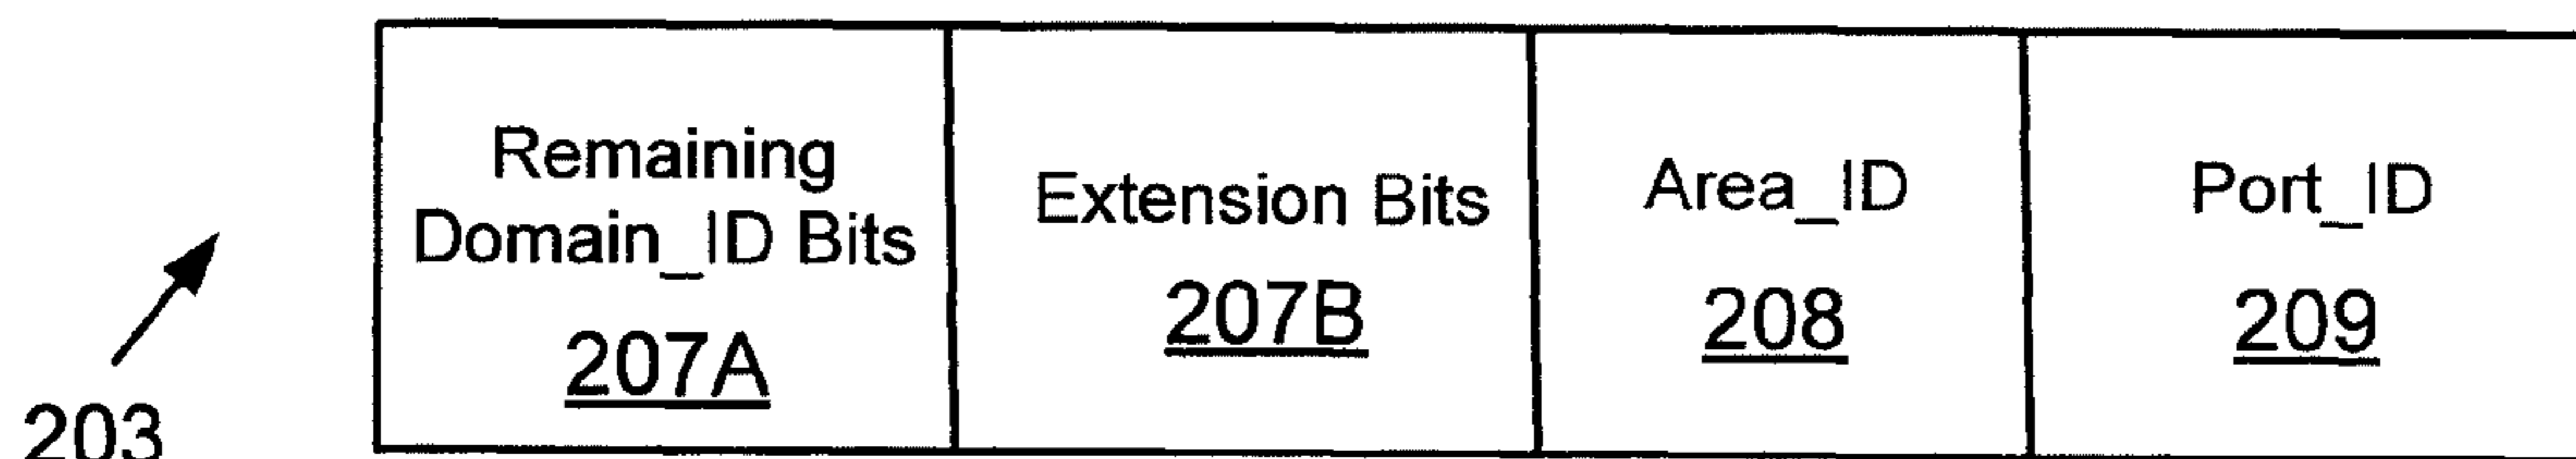 Remaining
Domain_ID Bits
207A
Extension Bits
207B
Area_ID
208
Port_ID
209
203